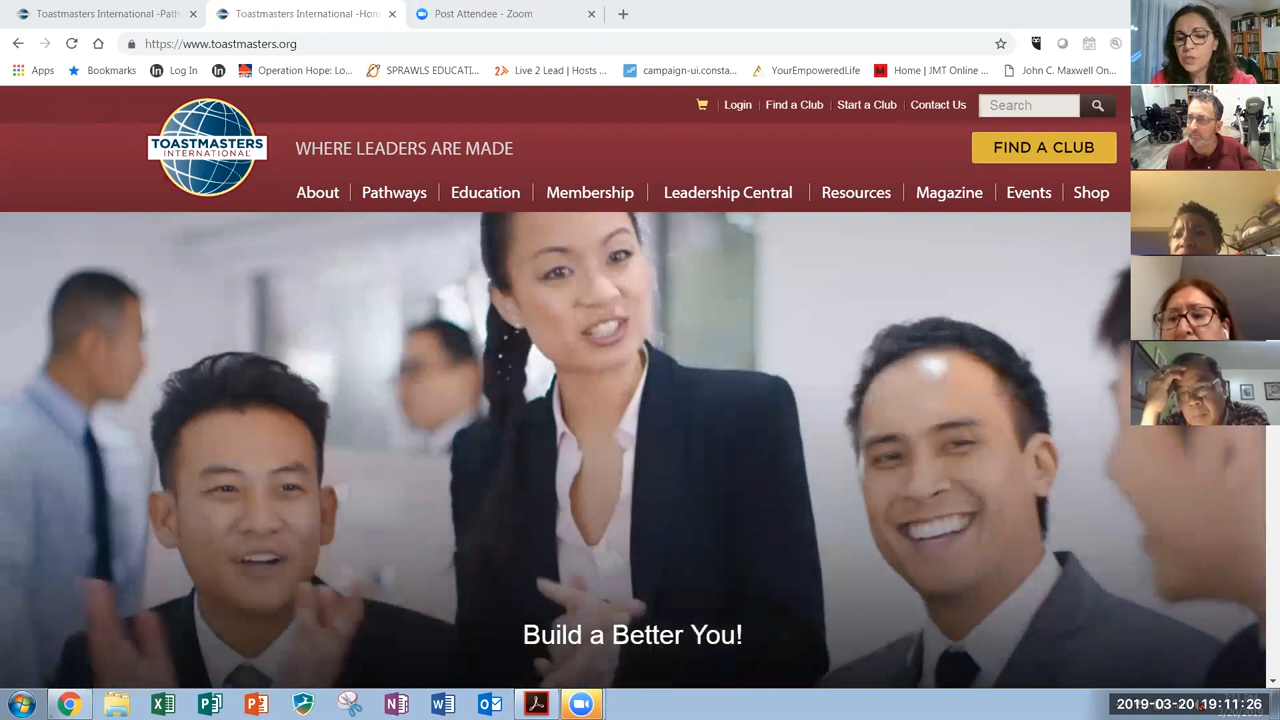 Toastmasters International -Path
Toastmasters International -Hom
Post Attendee - Zoom
https://www.toastmasters.org
Apps
Bookmarks
Log In
Operation Hope: Lo...
SPRAWLS EDUCATI...
Live 2 Lead | Hosts ...
campaign-ui.consta...
YourEmpoweredLife
Home | JMT Online ...
John C. Maxwell On...
Login
Find a Club
Start a Club
Contact Us
Search
TOASTMASTERS
INTERNATIONAL
WHERE LEADERS ARE MADE
FIND A CLUB
About
Pathways
Education
Membership
Leadership Central
Resources
Magazine
Events
Shop
Build a Better You!
2019-03-20 19:11:26